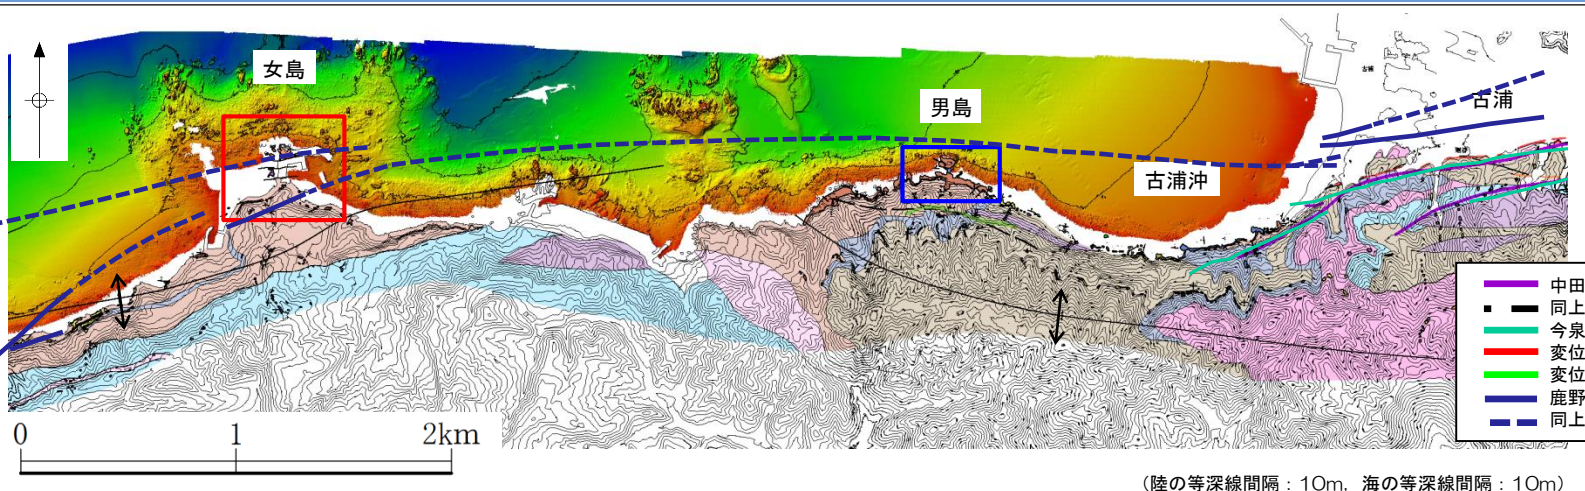 女島
男島
古浦
古浦
古浦沖
中田
同上
今泉
変位
変位
鹿野
同上
0 1 2km
（陸の等深線間隔：10m，海の等深線間隔：10m）